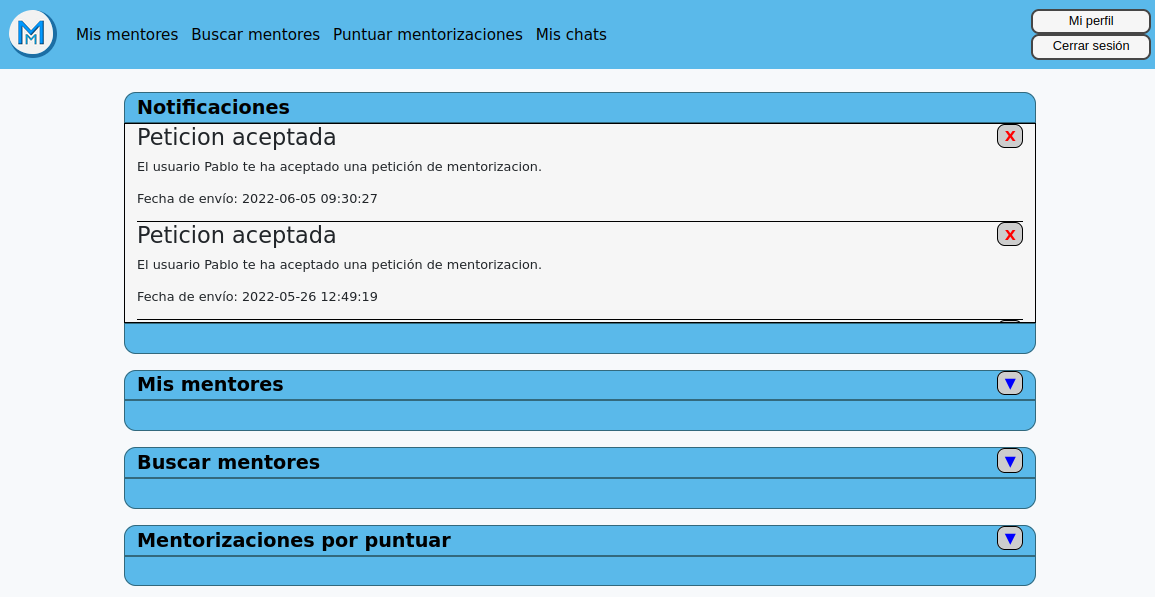 M
M
Mis mentores Buscar mentores Puntuar mentorizaciones Mis chats
Mi perfil
Cerrar sesión
Notificaciones
Peticion aceptada X
El usuario Pablo te ha aceptado una petición de mentorizacion.
Fecha de envío: 2022-06-05 09:30:27
Peticion aceptada X
El usuario Pablo te ha aceptado una petición de mentorizacion.
Fecha de envío: 2022-05-26 12:49:19
Mis mentores ▼
Buscar mentores ▼
Mentorizaciones por puntuar ▼